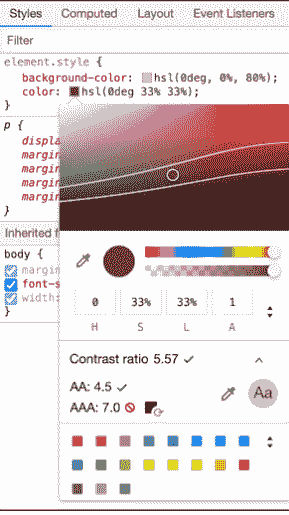 Styles Computed Layout Event Listeners
Filter
element.style {
background-color: hsl(0deg, 0%, 80%);
color: hsl(0deg 33% 33%);
}
p {
displa
margin
margin
margin
margin
}
Inherited f
body {
margin
font-s
width:
}
0 33% 33% 1
H S L A
Contrast ratio 5.57
AA: 4.5
AAA: 7.0
Aa